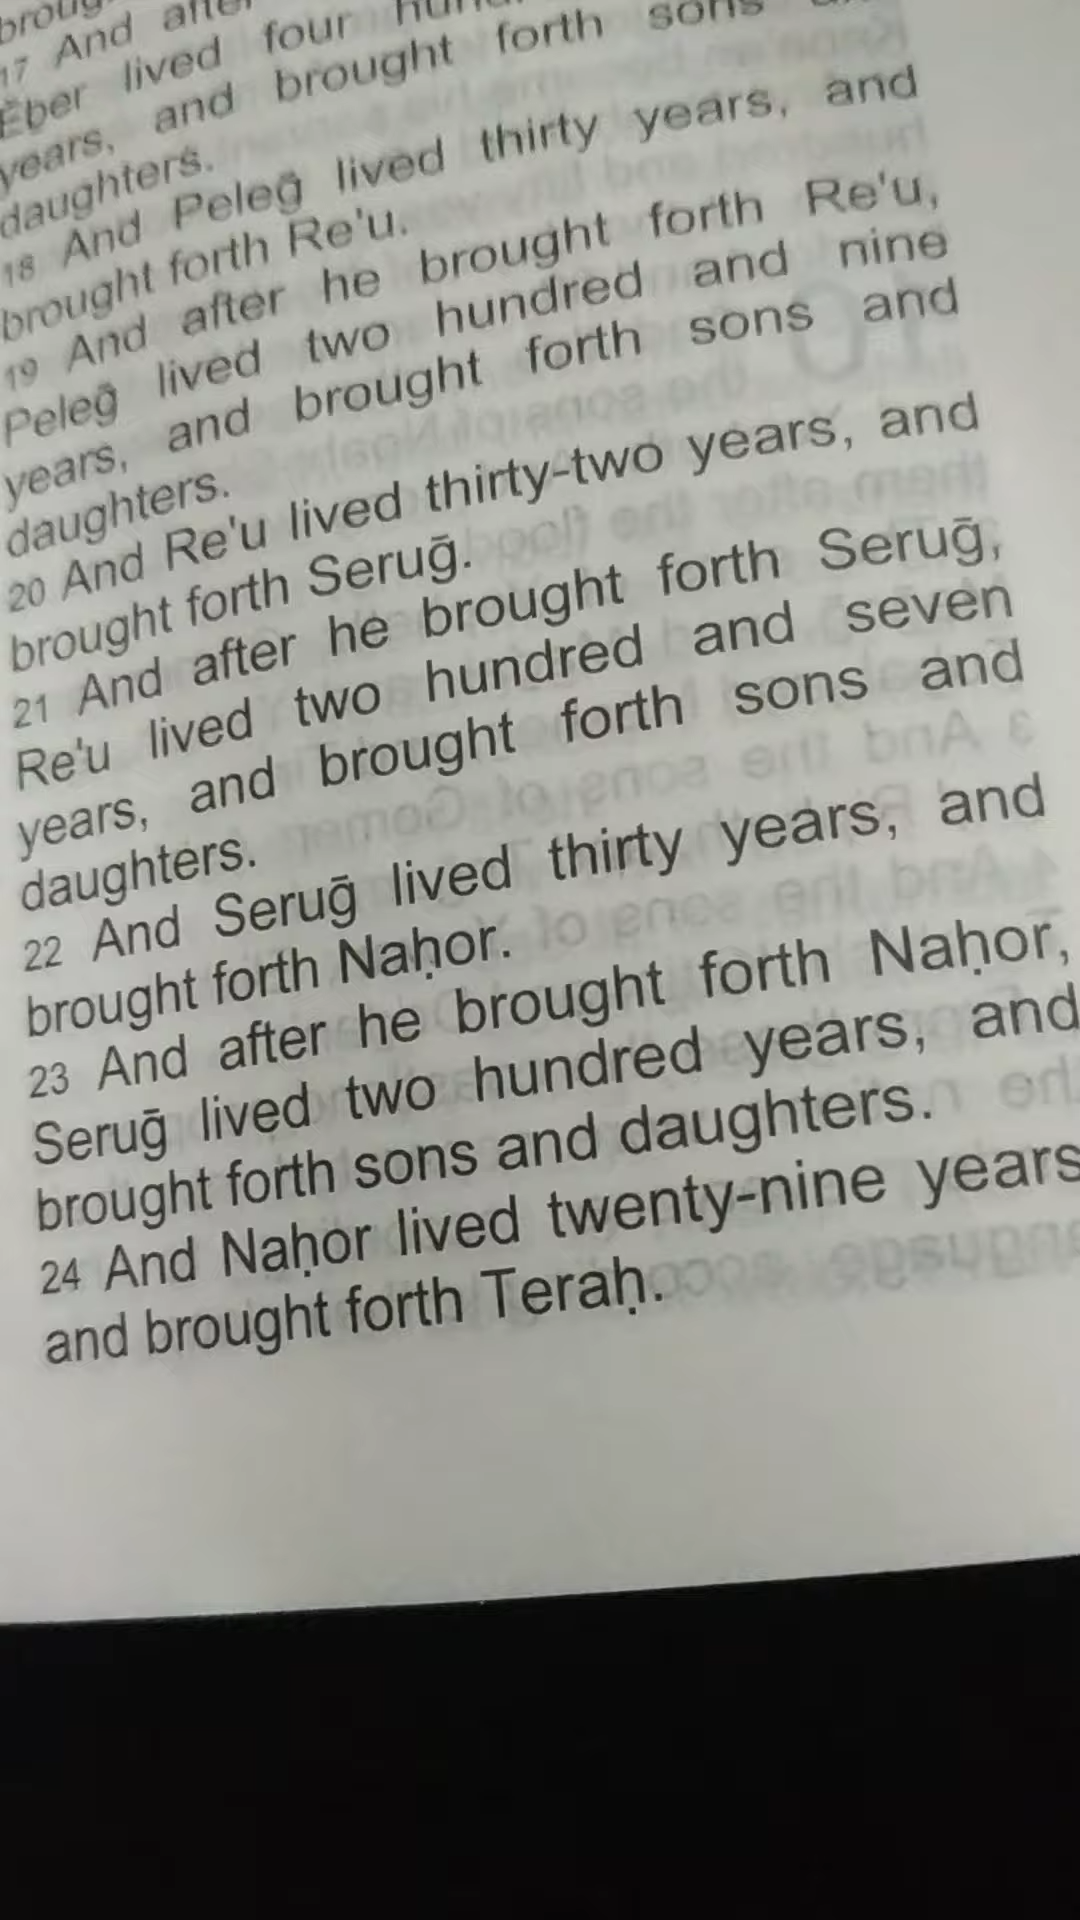 17 And after
Ěber lived four
years, and brought forth sons
daughters.
18 And Peleḡ lived thirty years, and
brought forth Re'u.
19 And after he brought forth Re'u,
Peleḡ lived two hundred and nine
years, and brought forth sons and
daughters.
20 And Re'u lived thirty-two years, and
brought forth Seruḡ.
21 And after he brought forth Seruḡ,
Re'u lived two hundred and seven
years, and brought forth sons and
daughters.
22 And Seruḡ lived thirty years, and
brought forth Naḥor.
23 And after he brought forth Naḥor,
Seruḡ lived two hundred years, and
brought forth sons and daughters.
24 And Naḥor lived twenty-nine years
and brought forth Teraḥ.